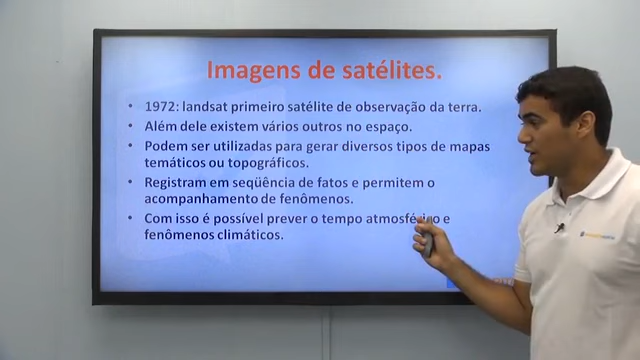 Imagens de satélites.
• 1972: landsat primeiro satélite de observação da terra.
• Além dele existem vários outros no espaço.
• Podem ser utilizadas para gerar diversos tipos de mapas
temáticos ou topográficos.
• Registram em seqüência de fatos e permitem o
acompanhamento de fenômenos.
• Com isso é possível prever o tempo atmosférico e
fenômenos climáticos.